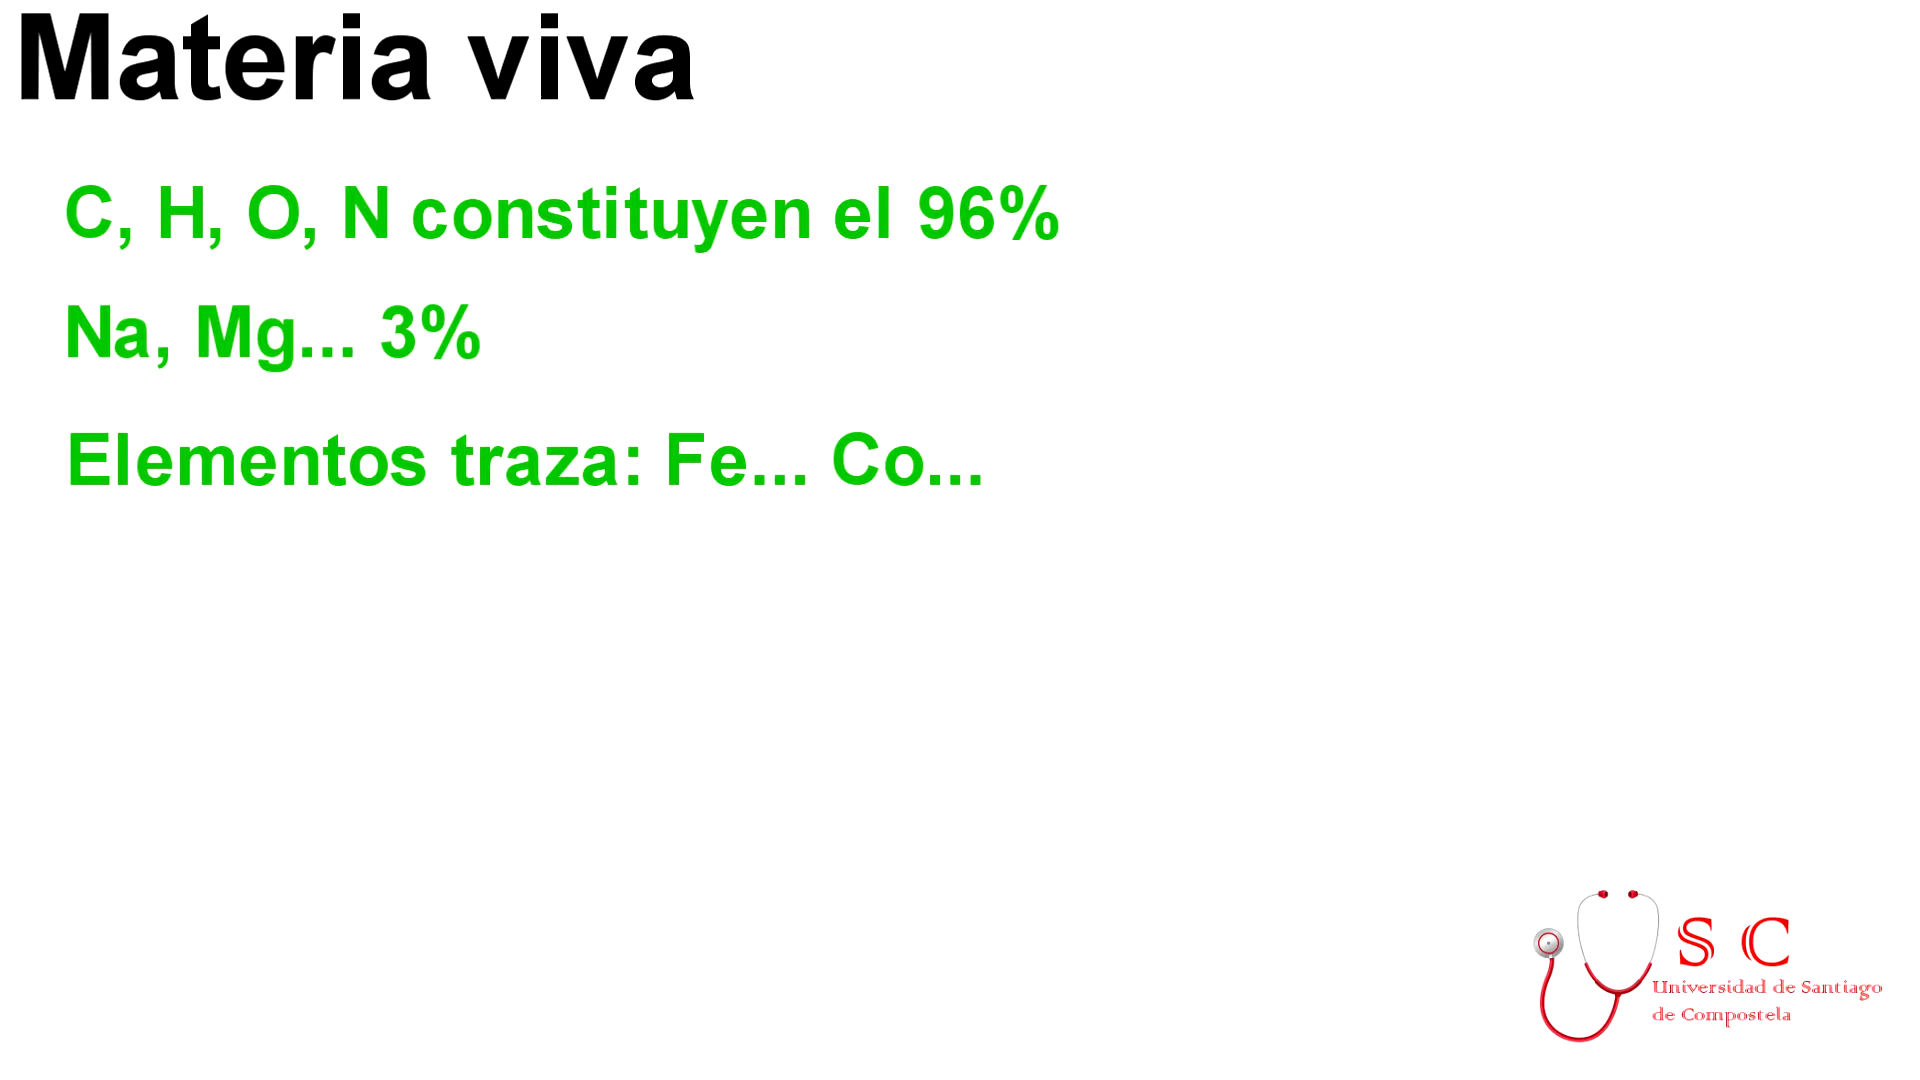 Materia viva
C, H, O, N constituyen el 96%
Na, Mg... 3%
Elementos traza: Fe... Co...
S C
Universidad de Santiago
de Compostela